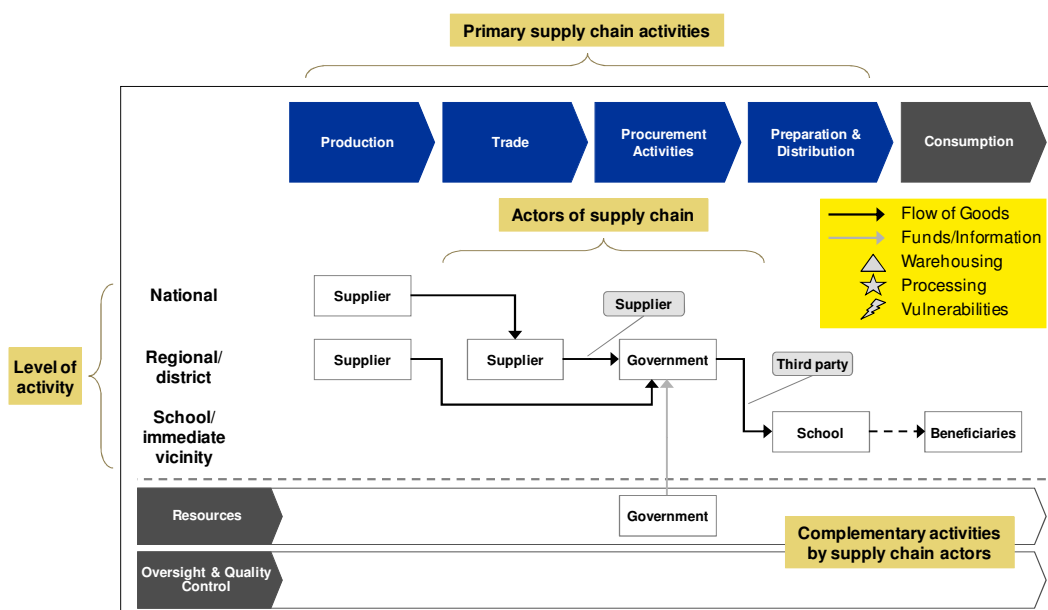 Primary supply chain activities
Production
Trade
Procurement
Activities
Preparation &
Distribution
Consumption
Actors of supply chain
Flow of Goods
Funds/Information
Warehousing
Processing
Vulnerabilities
Level of
activity
National
Supplier
Supplier
Regional/
district
Supplier
Supplier
Government
Third party
School/
immediate
vicinity
School
Beneficiaries
Resources
Government
Complementary activities
by supply chain actors
Oversight & Quality
Control